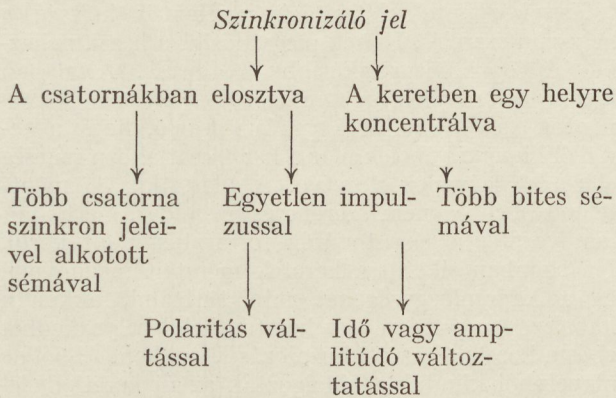 Szinkronizáló jel
A csatornákban elosztva
A keretben egy helyre
koncentrálva
Több csatorna
szinkron jelei-
vel alkotott
sémával
Egyetlen impul-
zussal
Több bites sé-
mával
Polaritás vál-
tással
Idő vagy amp-
litúdó változ-
tatással